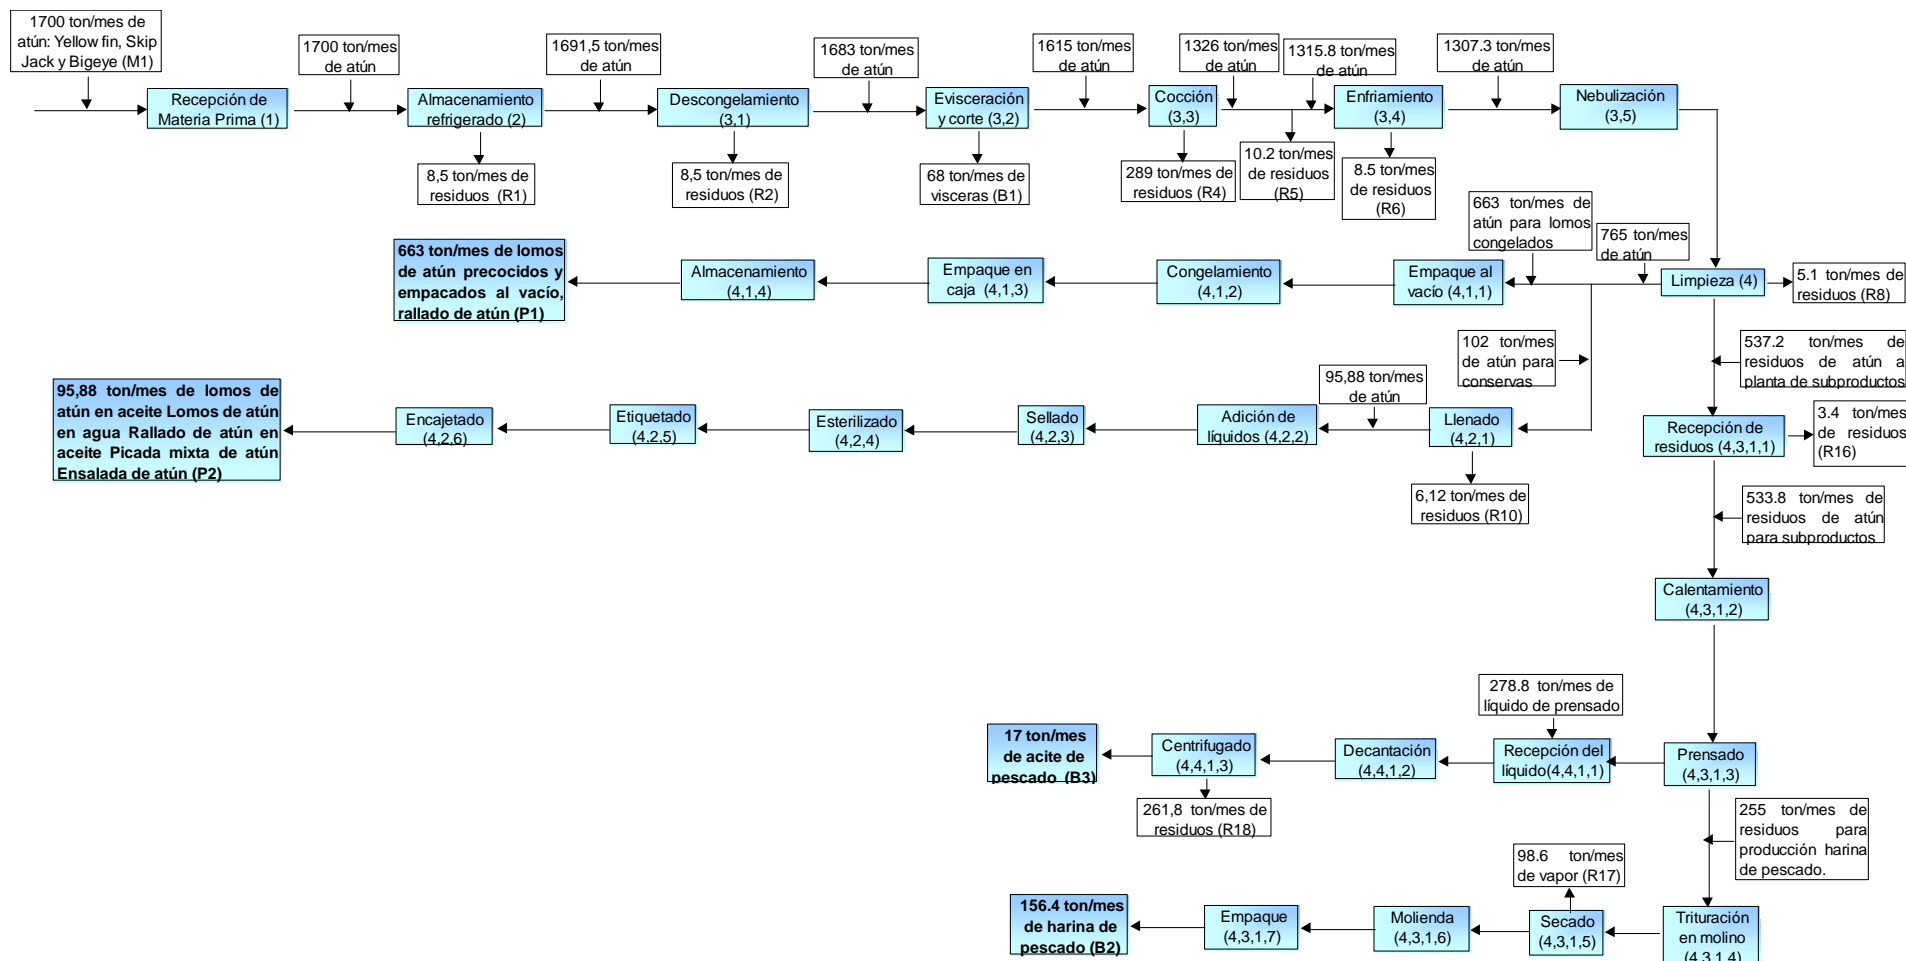 1700 ton/mes de
atún: Yellow fin, Skip
Jack y Bigeye (M1)
1700 ton/mes
de atún
1691,5 ton/mes
de atún
1683 ton/mes
de atún
1615 ton/mes
de atún
1326 ton/mes
de atún
1315.8 ton/mes
de atún
1307.3 ton/mes
de atún
Recepción de
Materia Prima (1)
Almacenamiento
refrigerado (2)
Descongelamiento
(3,1)
Evisceración
y corte (3,2)
Cocción
(3,3)
Enfriamiento
(3,4)
Nebulización
(3,5)
8,5 ton/mes de
residuos (R1)
8,5 ton/mes de
residuos (R2)
68 ton/mes de
visceras (B1)
289 ton/mes de
residuos (R4)
10.2 ton/mes
de residuos
(R5)
8.5 ton/mes
de residuos
(R6)
663 ton/mes de
atún para lomos
congelados
765 ton/mes
de atún
663 ton/mes de lomos
de atún precocidos y
empacados al vacío,
rallado de atún (P1)
Almacenamiento
(4,1,4)
Empaque en
caja (4,1,3)
Congelamiento
(4,1,2)
Empaque al
vacío (4,1,1)
Limpieza (4)
5.1 ton/mes de
residuos (R8)
102 ton/mes
de atún para
conservas
537.2 ton/mes de
residuos de atún a
planta de subproductos
95,88 ton/mes de lomos de
atún en aceite Lomos de atún
en agua Rallado de atún en
aceite Picada mixta de atún
Ensalada de atún (P2)
Encajetado
(4,2,6)
Etiquetado
(4,2,5)
Esterilizado
(4,2,4)
Sellado
(4,2,3)
Adición de
líquidos (4,2,2)
95,88 ton/mes
de atún
Llenado
(4,2,1)
Recepción de
residuos (4,3,1,1)
3.4 ton/mes
de residuos
(R16)
6,12 ton/mes de
residuos (R10)
533.8 ton/mes de
residuos de atún
para subproductos
Calentamiento
(4,3,1,2)
278.8 ton/mes de
líquido de prensado
17 ton/mes
de acite de
pescado (B3)
Centrifugado
(4,4,1,3)
Decantación
(4,4,1,2)
Recepción del
líquido(4,4,1,1)
Prensado
(4,3,1,3)
261,8 ton/mes de
residuos (R18)
255 ton/mes de
residuos para
producción harina
de pescado.
98.6 ton/mes
de vapor (R17)
156.4 ton/mes
de harina de
pescado (B2)
Empaque
(4,3,1,7)
Molienda
(4,3,1,6)
Secado
(4,3,1,5)
Trituración
en molino
(4,3,1,4)